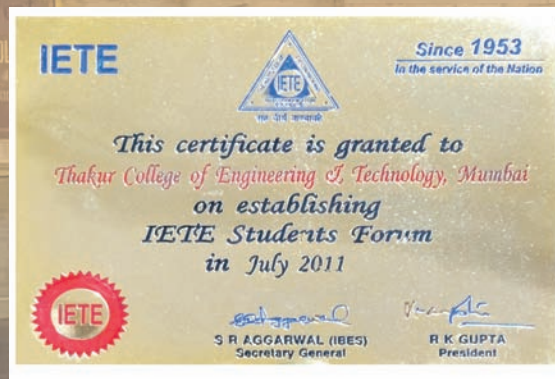 IETE
Since 1953
In the service of the Nation
IETE
This certificate is granted to
Thakur College of Engineering & Technology, Mumbai
on establishing
IETE Students Forum
in July 2011
IETE
S R AGGARWAL (IBES)
Secretary General
R K GUPTA
President